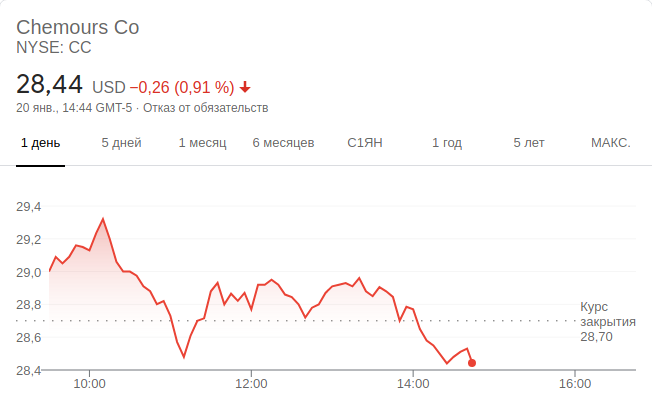 Chemours Co
NYSE: CC
28,44 USD −0,26 (0,91 %)
20 янв., 14:44 GMT-5 · Отказ от обязательств
1 день 5 дней 1 месяц 6 месяцев С1ЯН 1 год 5 лет МАКС.
29,4
29,2
29,0
28,8
28,6
28,4
Курс
закрытия
28,70
10:00 12:00 14:00 16:00